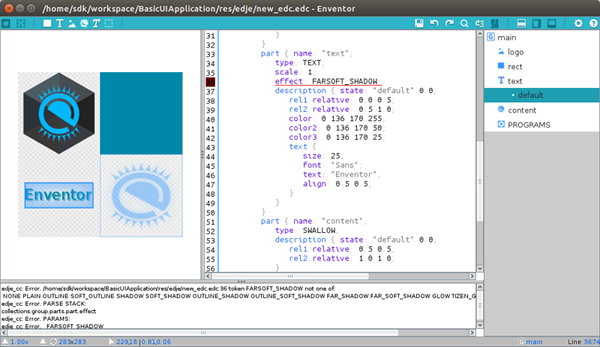 /home/sdk/workspace/BasicUIApplication/res/edje/new_edc.edc - Enventor
31 }
32 }
33 part { name: "text";
34 type: TEXT;
35 scale: 1;
effect: FARSOFT_SHADOW
37 description { state: "default" 0 0;
38 rel1 relative: 0 0.5;
39 rel2 relative: 0.5 1.0;
40 color: 0 136 170 255;
41 color2: 0 136 170 50;
42 color3: 0 136 170 25;
43 text {
44 size: 25;
45 font: "Sans";
46 text: "Enventor";
47 align: 0.5 0.5;
48 }
49 }
50 }
51 part { name: "content";
52 type: SWALLOW;
53 description { state: "default" 0 0;
54 rel1 relative: 0.5 0.5;
55 rel2 relative: 1.0 1.0;
56 }
Enventor
main
logo
rect
text
default
content
PROGRAMS
edje_cc: Error. /home/sdk/workspace/BasicUIApplication/res/edje/new_edc.edc:36 token FARSOFT_SHADOW not one of:
NONE PLAIN OUTLINE SOFT_OUTLINE SHADOW SOFT_SHADOW OUTLINE_SHADOW OUTLINE_SOFT_SHADOW FAR_SHADOW FAR_SOFT_SHADOW GLOW TIZEN_G
edje_cc: Error. PARSE STACK:
collections.group.parts.part.effect
edje_cc: Error. PARAMS:
edje_cc: Error. FARSOFT_SHADOW
1.00x 283x283 229,18 | 0.81,0.06 main Line 36:74